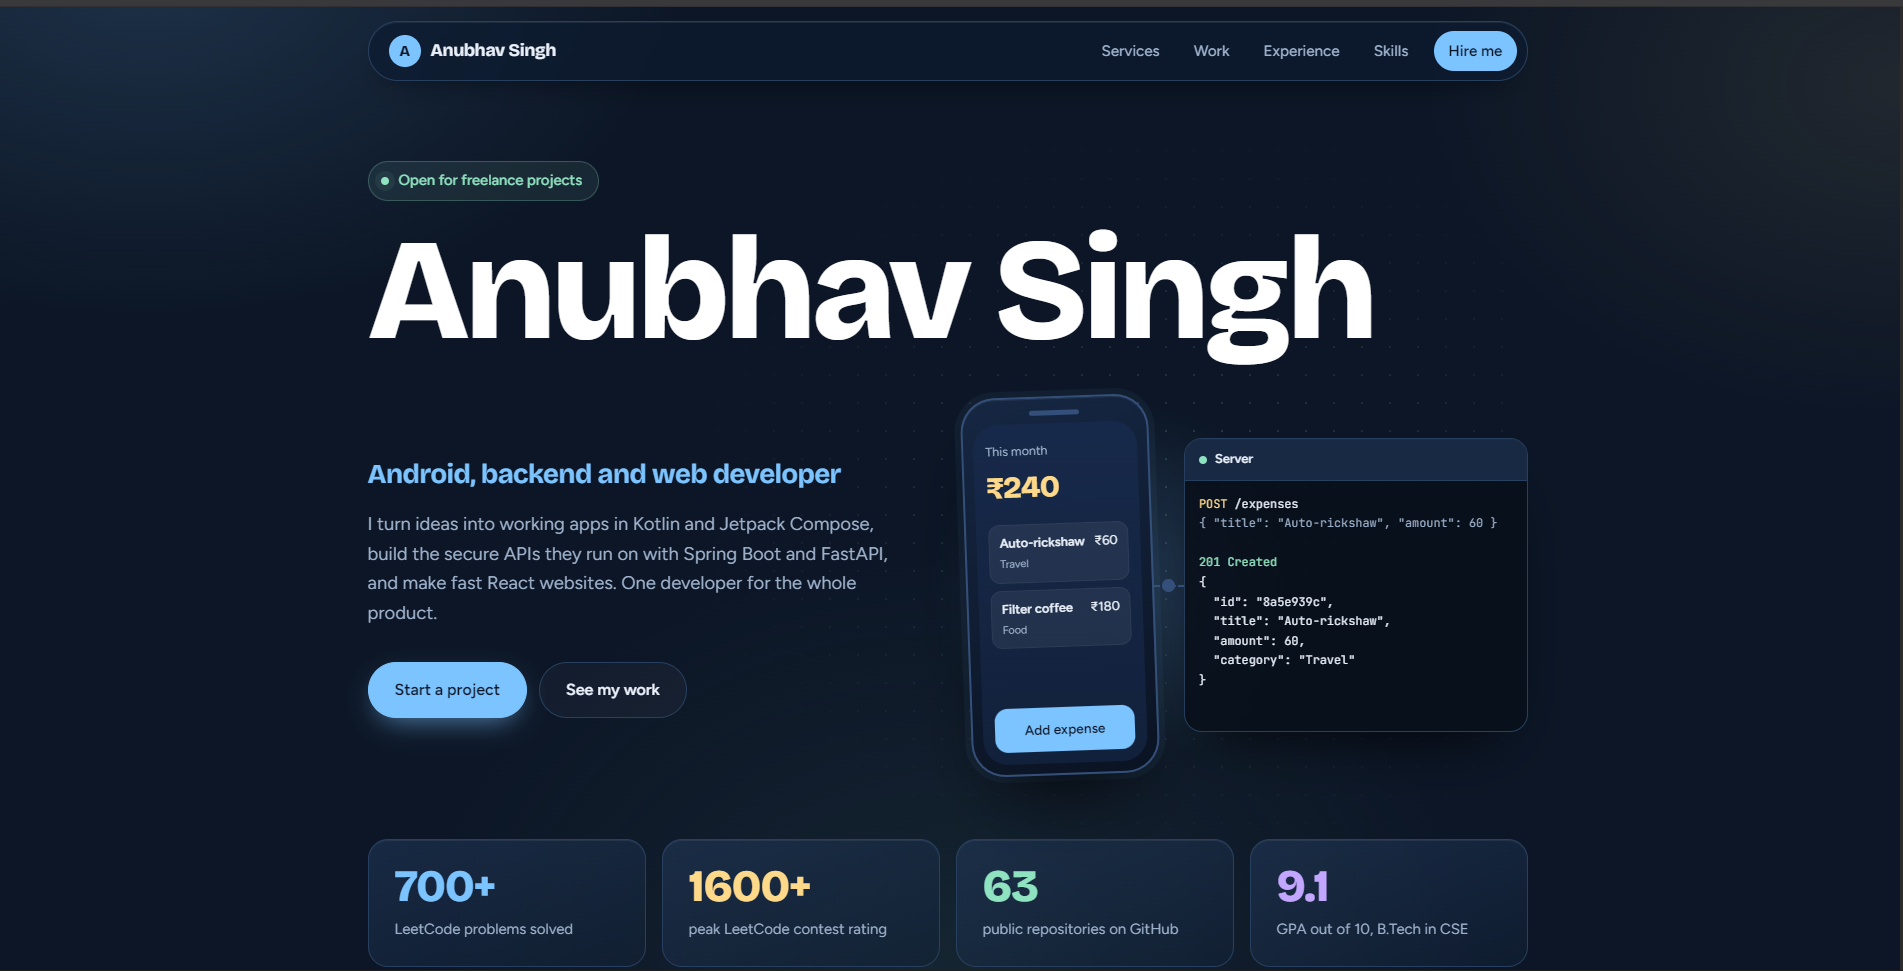 A Anubhav Singh Services Work Experience Skills Hire me
Open for freelance projects
Anubhav Singh
Android, backend and web developer
I turn ideas into working apps in Kotlin and Jetpack Compose,
build the secure APIs they run on with Spring Boot and FastAPI,
and make fast React websites. One developer for the whole
product.
Start a project See my work
This month
₹240
Auto-rickshaw ₹60
Travel
Filter coffee ₹180
Food
Add expense
Server
POST /expenses
{ "title": "Auto-rickshaw", "amount": 60 }
201 Created
{
"id": "8a5e939c",
"title": "Auto-rickshaw",
"amount": 60,
"category": "Travel"
}
700+
LeetCode problems solved
1600+
peak LeetCode contest rating
63
public repositories on GitHub
9.1
GPA out of 10, B.Tech in CSE